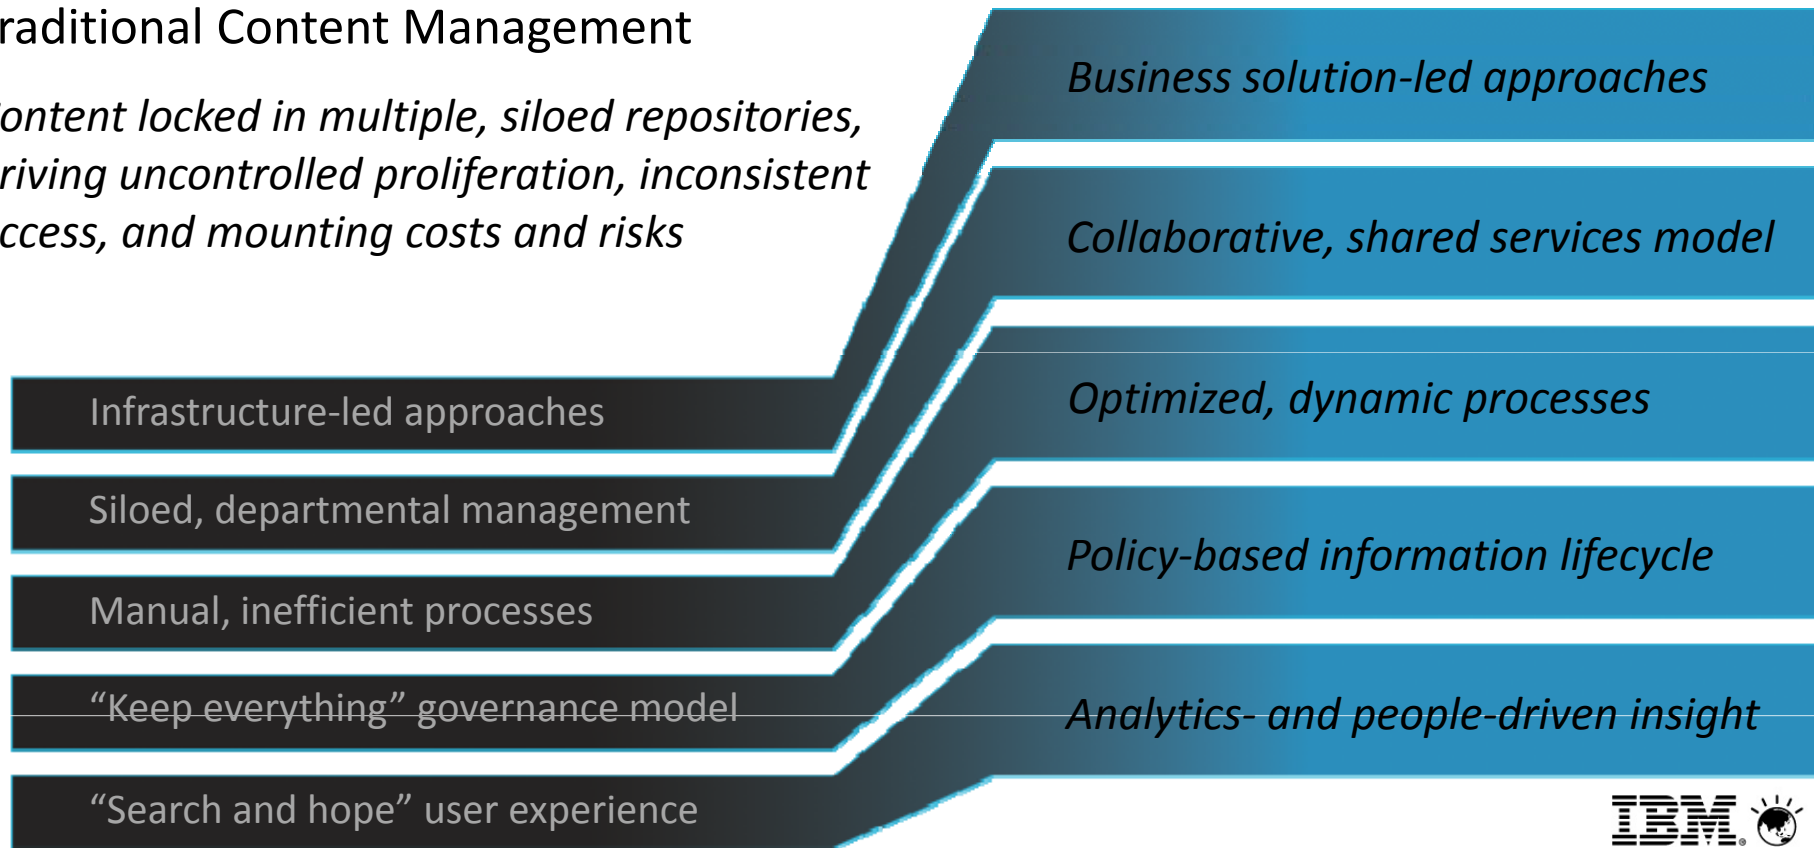 raditional Content Management
ontent locked in multiple, siloed repositories,
riving uncontrolled proliferation, inconsistent
ccess, and mounting costs and risks
Infrastructure-led approaches
Siloed, departmental management
Manual, inefficient processes
“Keep everything” governance model
“Search and hope” user experience
Business solution-led approaches
Collaborative, shared services model
Optimized, dynamic processes
Policy-based information lifecycle
Analytics- and people-driven insight
IBM®